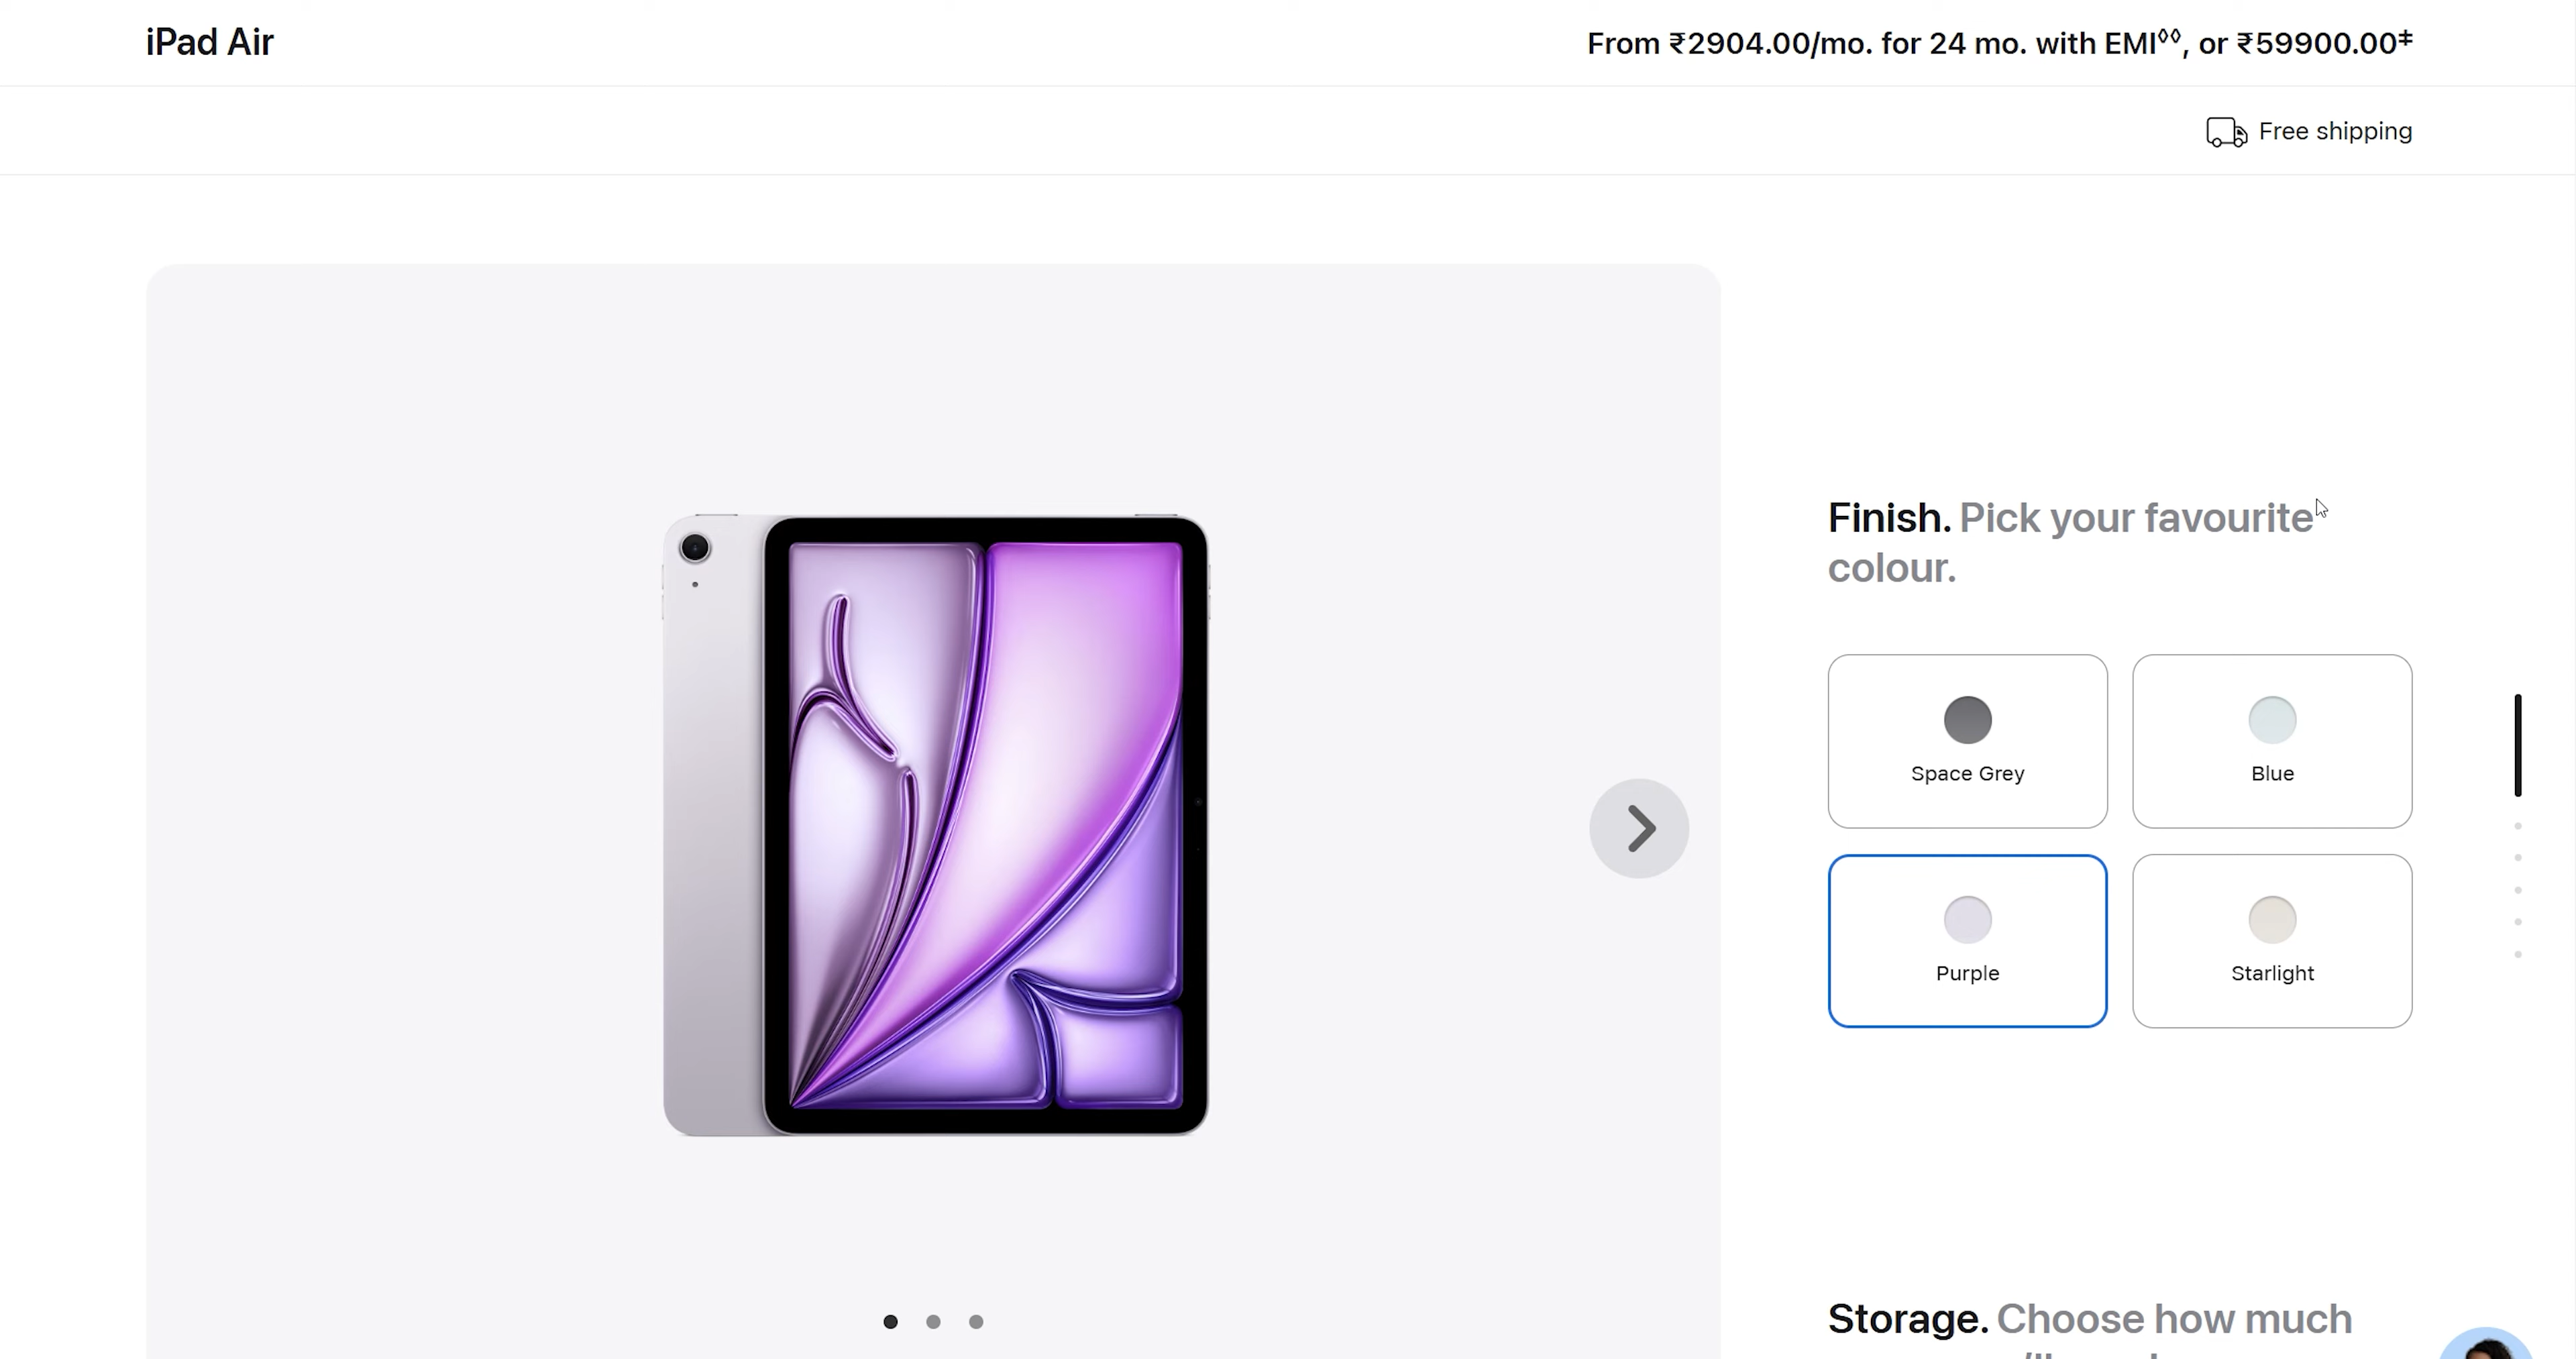 iPad Air
From ₹2904.00/mo. for 24 mo. with EMI◊◊, or ₹59900.00‡
Free shipping
Finish. Pick your favourite
colour.
Space Grey
Blue
Purple
Starlight
Storage. Choose how much